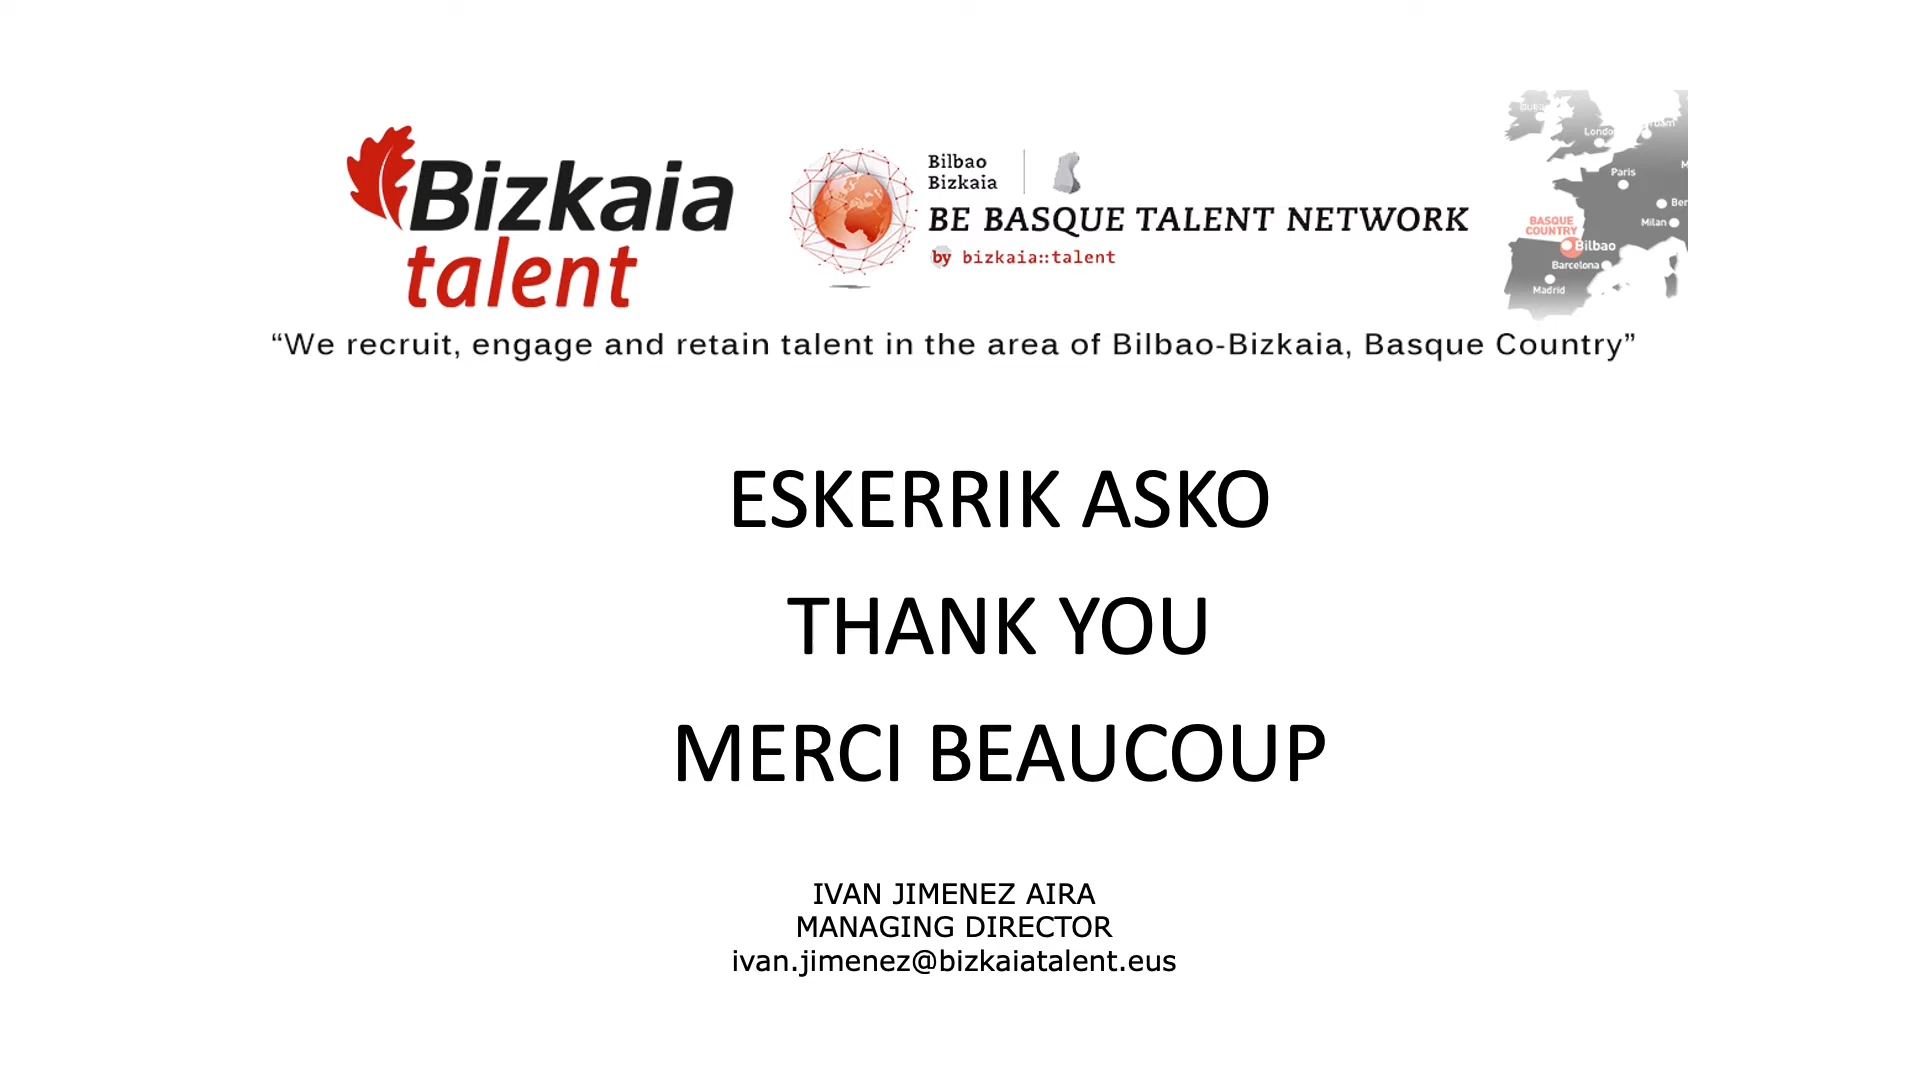 Bizkaia
talent
Bilbao
Bizkaia
BE BASQUE TALENT NETWORK
by bizkaia::talent
London
Paris
Milan
BASQUE
COUNTRY
Bilbao
Barcelona
Madrid
“We recruit, engage and retain talent in the area of Bilbao-Bizkaia, Basque Country”
ESKERRIK ASKO
THANK YOU
MERCI BEAUCOUP
IVAN JIMENEZ AIRA
MANAGING DIRECTOR
ivan.jimenez@bizkaiatalent.eus